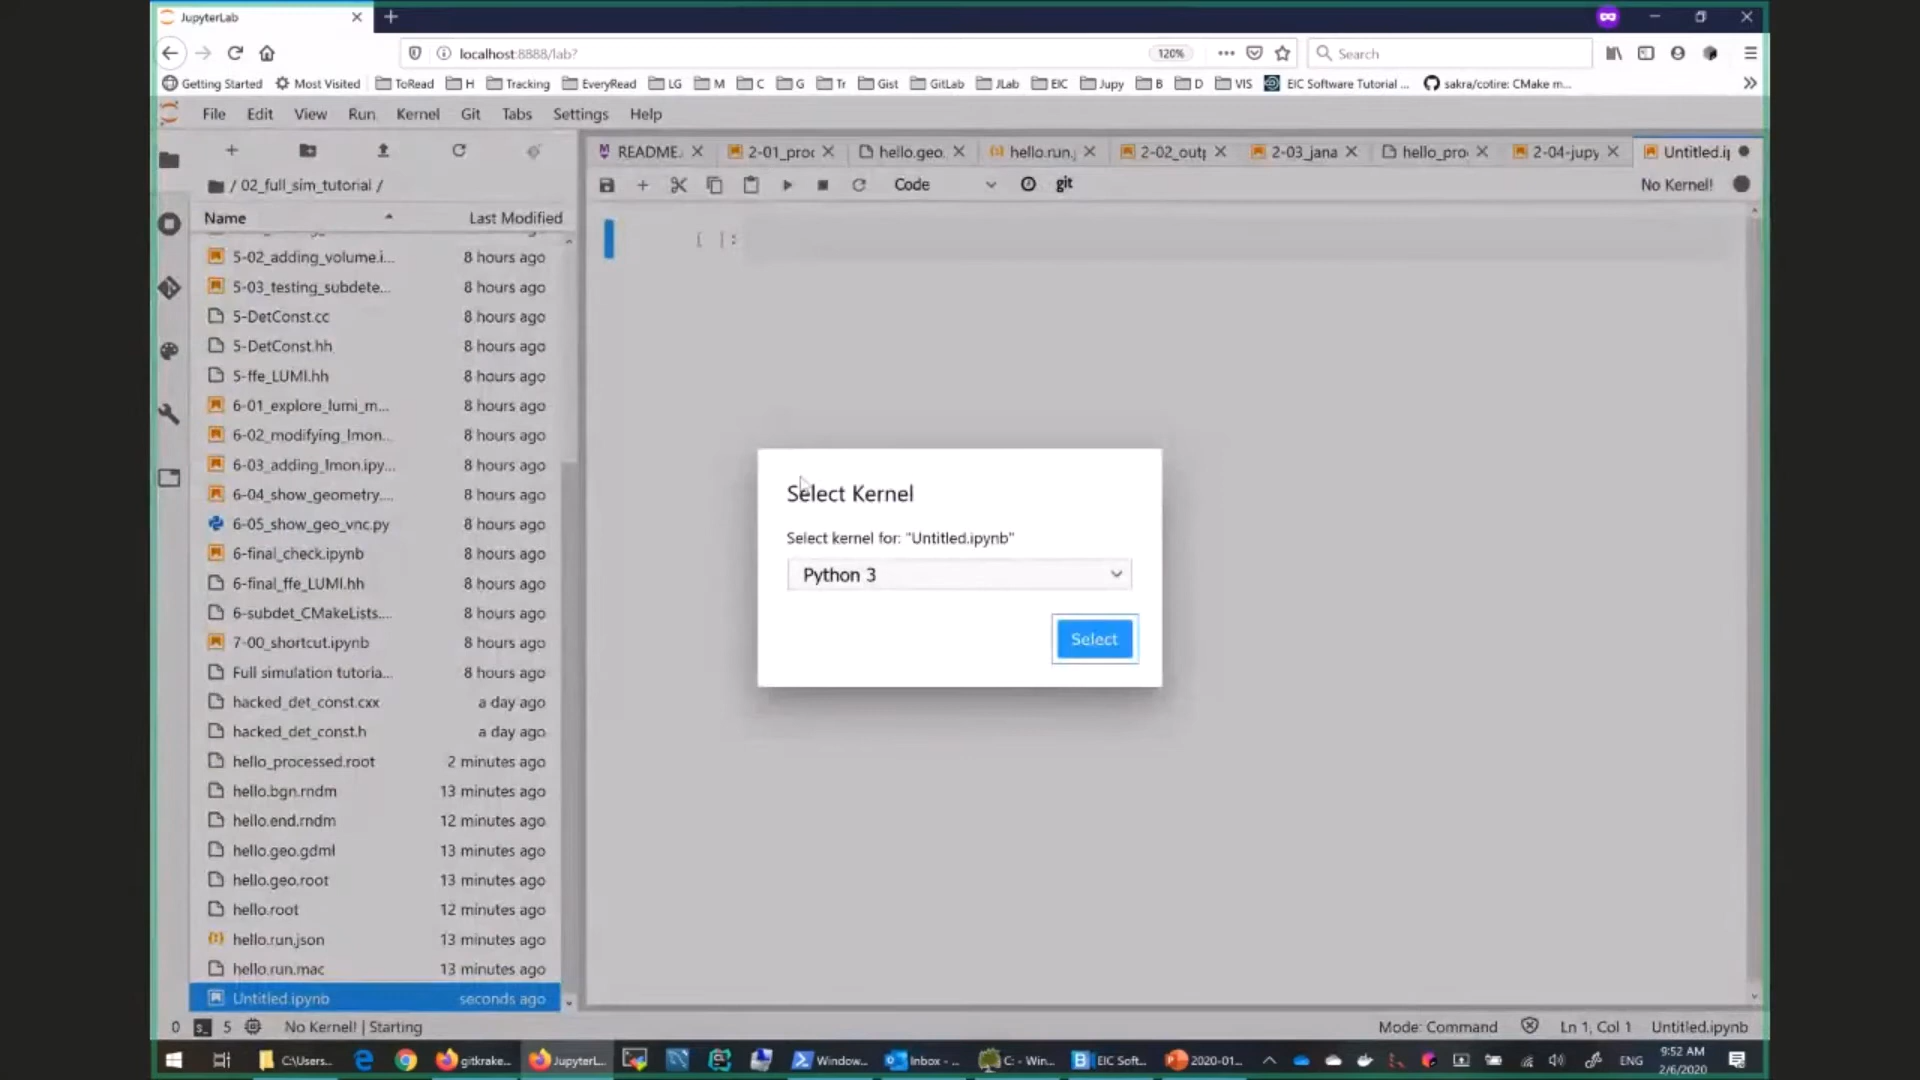 JupyterLab
localhost:8888/lab?
120%
Search
Getting Started
Most Visited
ToRead
H
Tracking
EveryRead
LG
M
C
G
Tr
Gist
GitLab
JLab
EIC
Jupy
B
D
VIS
EIC Software Tutorial ...
sakra/cotire: CMake m...
File Edit View Run Kernel Git Tabs Settings Help
README.
2-01_proc
hello.geo.
hello.run.j
2-02_outp
2-03_jana
hello_pro
2-04-jupy
Untitled.ip
/ 02_full_sim_tutorial /
Code
git
No Kernel!
Name Last Modified
[ ]:
5-02_adding_volume.i... 8 hours ago
5-03_testing_subdete... 8 hours ago
5-DetConst.cc 8 hours ago
5-DetConst.hh 8 hours ago
5-ffe_LUMI.hh 8 hours ago
6-01_explore_lumi_m... 8 hours ago
6-02_modifying_lmon... 8 hours ago
6-03_adding_lmon.ipy... 8 hours ago
6-04_show_geometry.... 8 hours ago
6-05_show_geo_vnc.py 8 hours ago
6-final_check.ipynb 8 hours ago
6-final_ffe_LUMI.hh 8 hours ago
6-subdet_CMakeLists.... 8 hours ago
7-00_shortcut.ipynb 8 hours ago
Full simulation tutoria... 8 hours ago
hacked_det_const.cxx a day ago
hacked_det_const.h a day ago
hello_processed.root 2 minutes ago
hello.bgn.rndm 13 minutes ago
hello.end.rndm 12 minutes ago
hello.geo.gdml 13 minutes ago
hello.geo.root 13 minutes ago
hello.root 12 minutes ago
hello.run.json 13 minutes ago
hello.run.mac 13 minutes ago
Untitled.ipynb seconds ago
Select Kernel
Select kernel for: "Untitled.ipynb"
Python 3
Select
0
5
No Kernel! | Starting
Mode: Command
Ln 1, Col 1
Untitled.ipynb
C:\Users...
gitkrake...
JupyterL...
Window...
Inbox - ...
C: - Win...
EIC Soft...
2020-01...
ENG
9:52 AM
2/6/2020